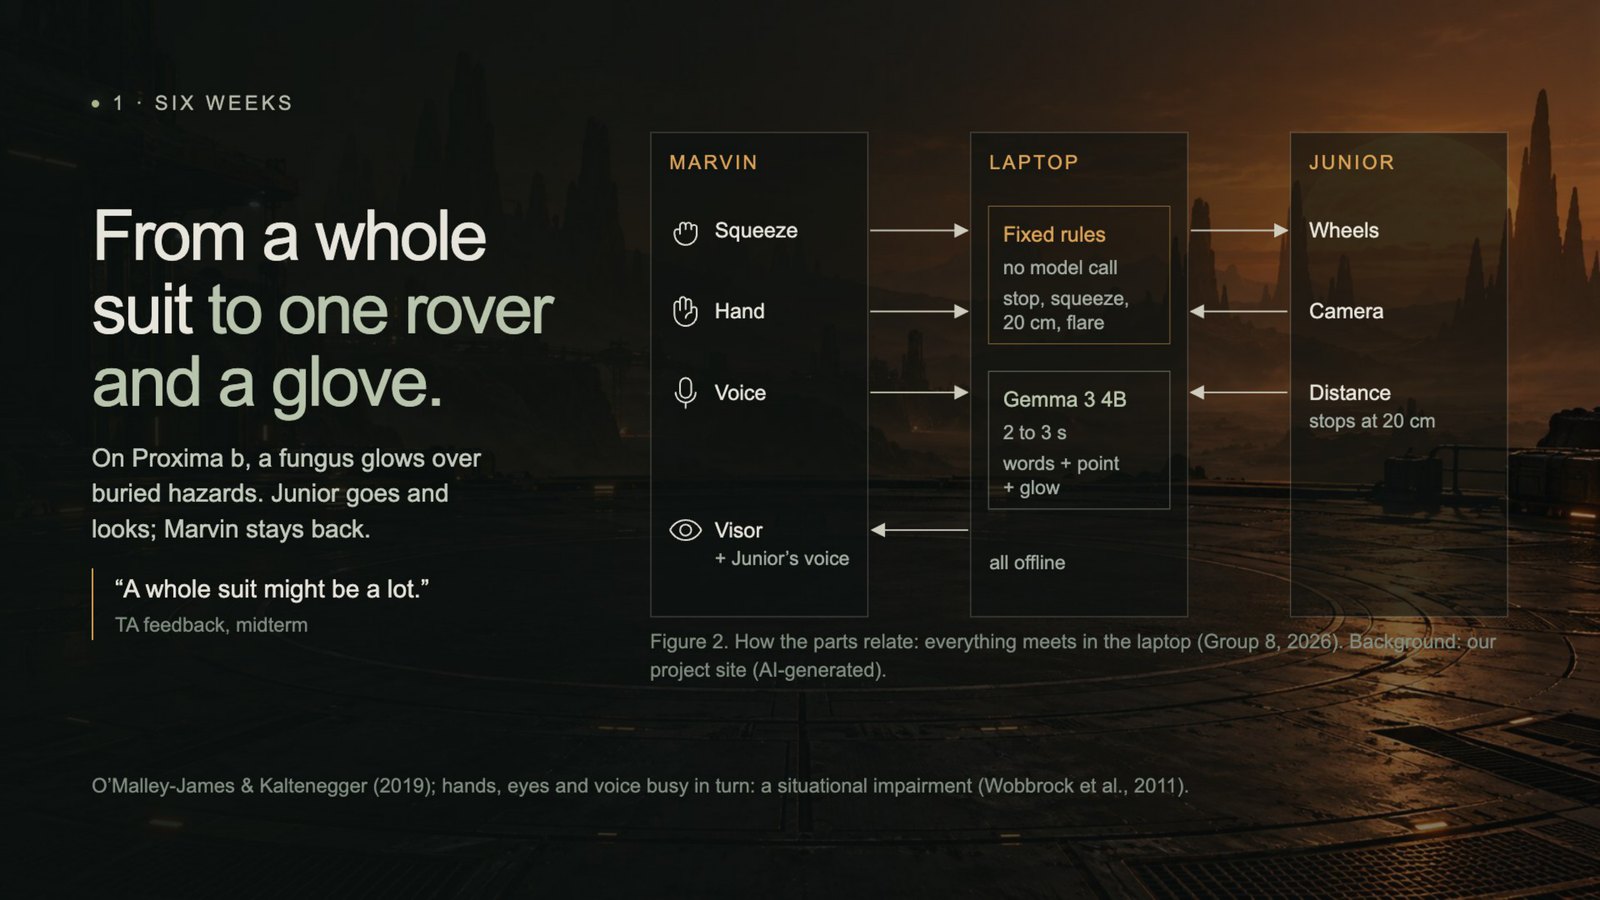 • 1 · SIX WEEKS
From a whole
suit to one rover
and a glove.
On Proxima b, a fungus glows over
buried hazards. Junior goes and
looks; Marvin stays back.
“A whole suit might be a lot.”
TA feedback, midterm
MARVIN
Squeeze
Hand
Voice
Visor
+ Junior’s voice
LAPTOP
Fixed rules
no model call
stop, squeeze,
20 cm, flare
Gemma 3 4B
2 to 3 s
words + point
+ glow
all offline
JUNIOR
Wheels
Camera
Distance
stops at 20 cm
Figure 2. How the parts relate: everything meets in the laptop (Group 8, 2026). Background: our
project site (AI-generated).
O’Malley-James & Kaltenegger (2019); hands, eyes and voice busy in turn: a situational impairment (Wobbrock et al., 2011).